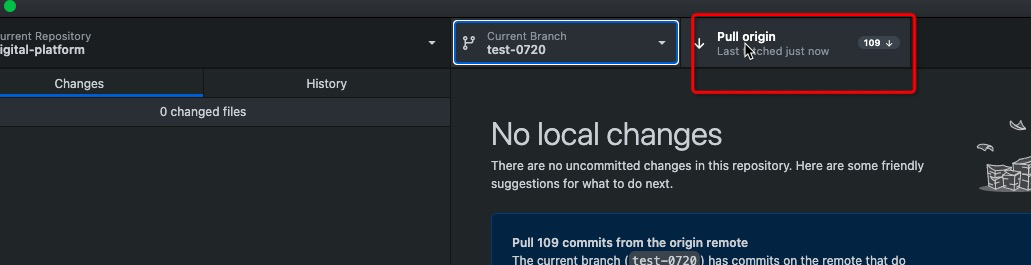 urrent Repository
igital-platform
Current Branch
test-0720
Pull origin
Last fetched just now
109
Changes
History
0 changed files
No local changes
There are no uncommitted changes in this repository. Here are some friendly
suggestions for what to do next.
Pull 109 commits from the origin remote
The current branch (test-0720) has commits on the remote that do